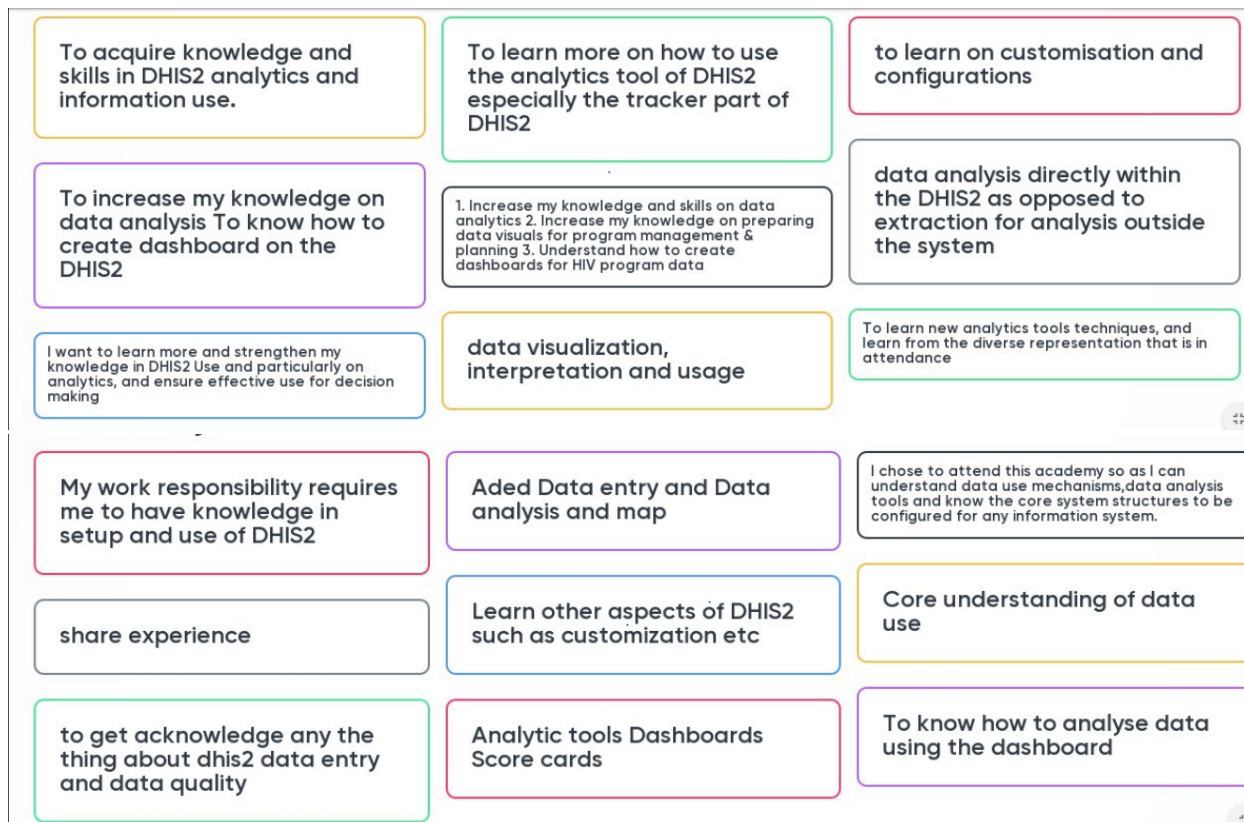 To acquire knowledge and
skills in DHIS2 analytics and
information use.
To increase my knowledge on
data analysis To know how to
create dashboard on the
DHIS2
I want to learn more and strengthen my
knowledge in DHIS2 Use and particularly on
analytics, and ensure effective use for decision
making
To learn more on how to use
the analytics tool of DHIS2
especially the tracker part of
DHIS2
1. Increase my knowledge and skills on data
analytics 2. Increase my knowledge on preparing
data visuals for program management &
planning 3. Understand how to create
dashboards for HIV program data
data visualization,
interpretation and usage
to learn on customisation and
configurations
data analysis directly within
the DHIS2 as opposed to
extraction for analysis outside
the system
To learn new analytics tools techniques, and
learn from the diverse representation that is in
attendance
My work responsibility requires
me to have knowledge in
setup and use of DHIS2
share experience
to get acknowledge any the
thing about dhis2 data entry
and data quality
Aded Data entry and Data
analysis and map
Learn other aspects of DHIS2
such as customization etc
Analytic tools Dashboards
Score cards
I chose to attend this academy so as I can
understand data use mechanisms,data analysis
tools and know the core system structures to be
configured for any information system.
Core understanding of data
use
To know how to analyse data
using the dashboard